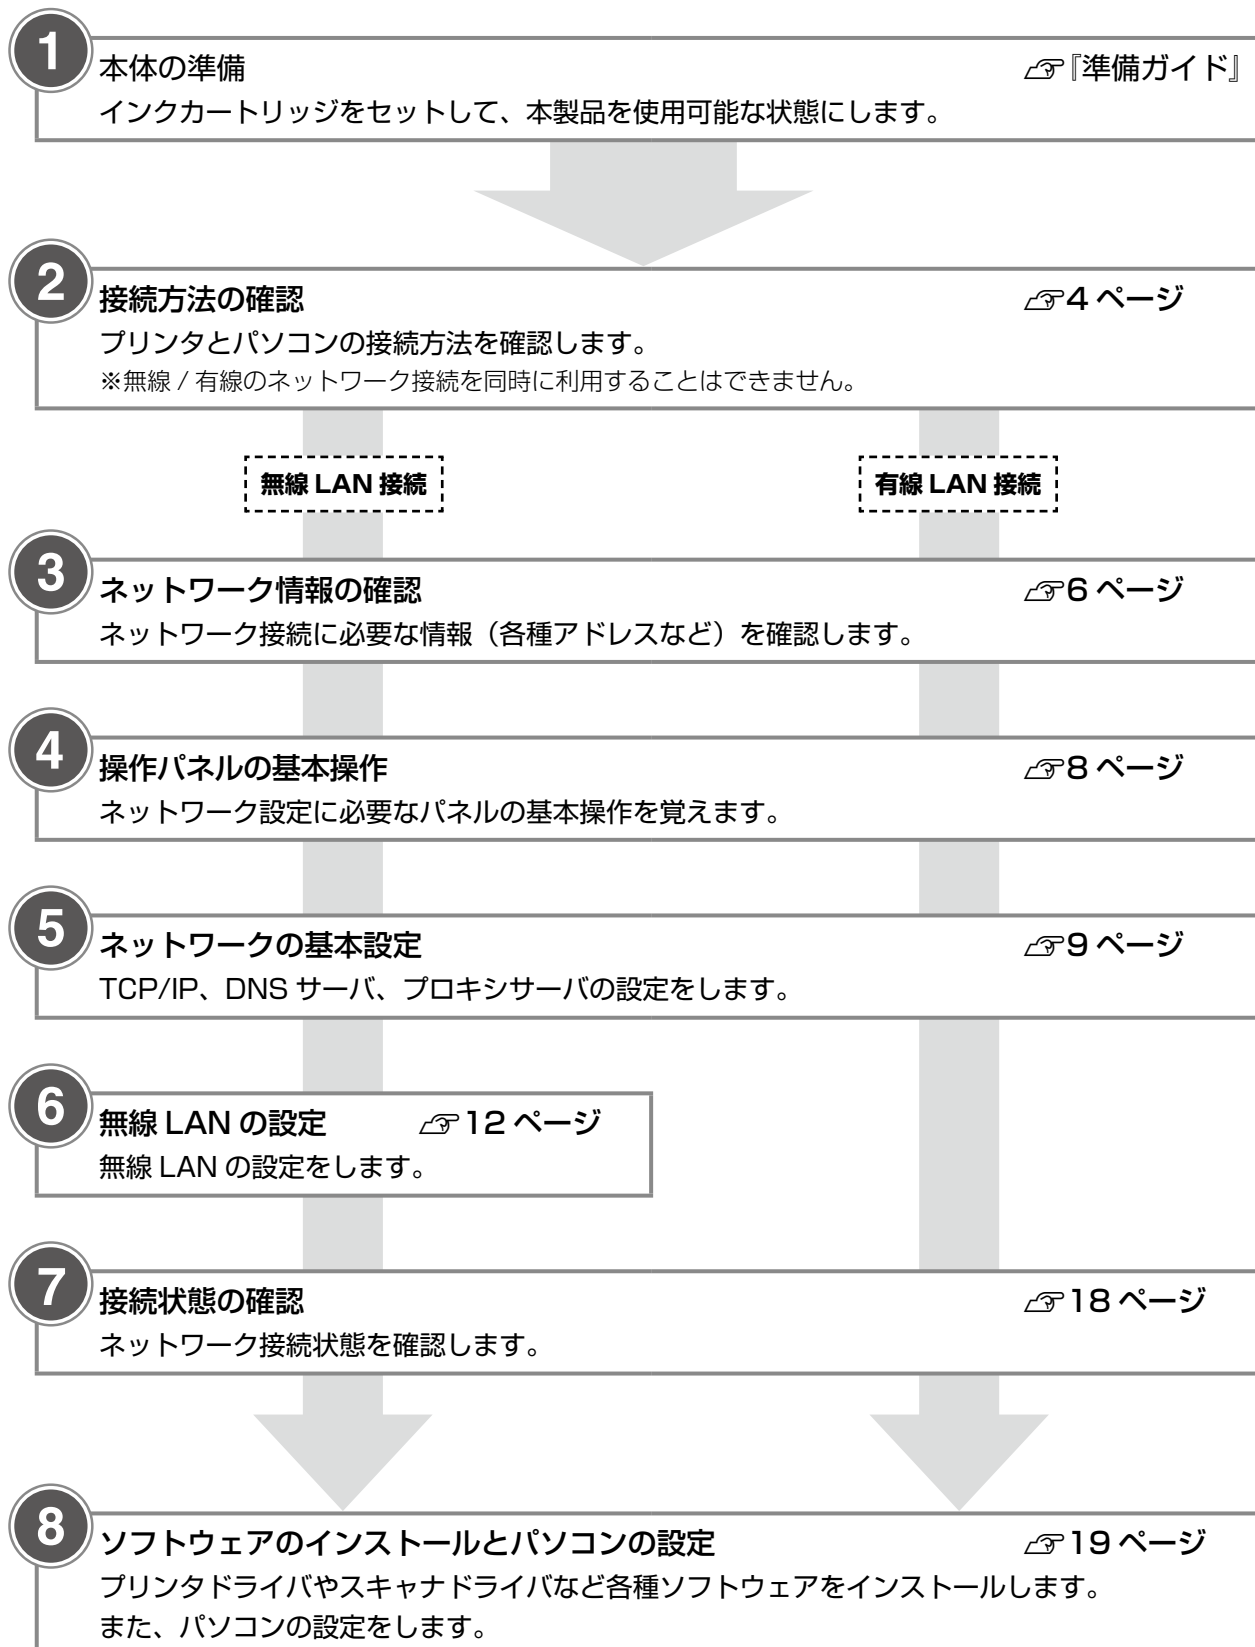 1
本体の準備 ☞『準備ガイド』
インクカートリッジをセットして、本製品を使用可能な状態にします。
2
接続方法の確認 ☞4 ページ
プリンタとパソコンの接続方法を確認します。
※無線 / 有線のネットワーク接続を同時に利用することはできません。
無線 LAN 接続 有線 LAN 接続
3
ネットワーク情報の確認 ☞6 ページ
ネットワーク接続に必要な情報（各種アドレスなど）を確認します。
4
操作パネルの基本操作 ☞8 ページ
ネットワーク設定に必要なパネルの基本操作を覚えます。
5
ネットワークの基本設定 ☞9 ページ
TCP/IP、DNS サーバ、プロキシサーバの設定をします。
6
無線 LAN の設定 ☞12 ページ
無線 LAN の設定をします。
7
接続状態の確認 ☞18 ページ
ネットワーク接続状態を確認します。
8
ソフトウェアのインストールとパソコンの設定 ☞19 ページ
プリンタドライバやスキャナドライバなど各種ソフトウェアをインストールします。
また、パソコンの設定をします。